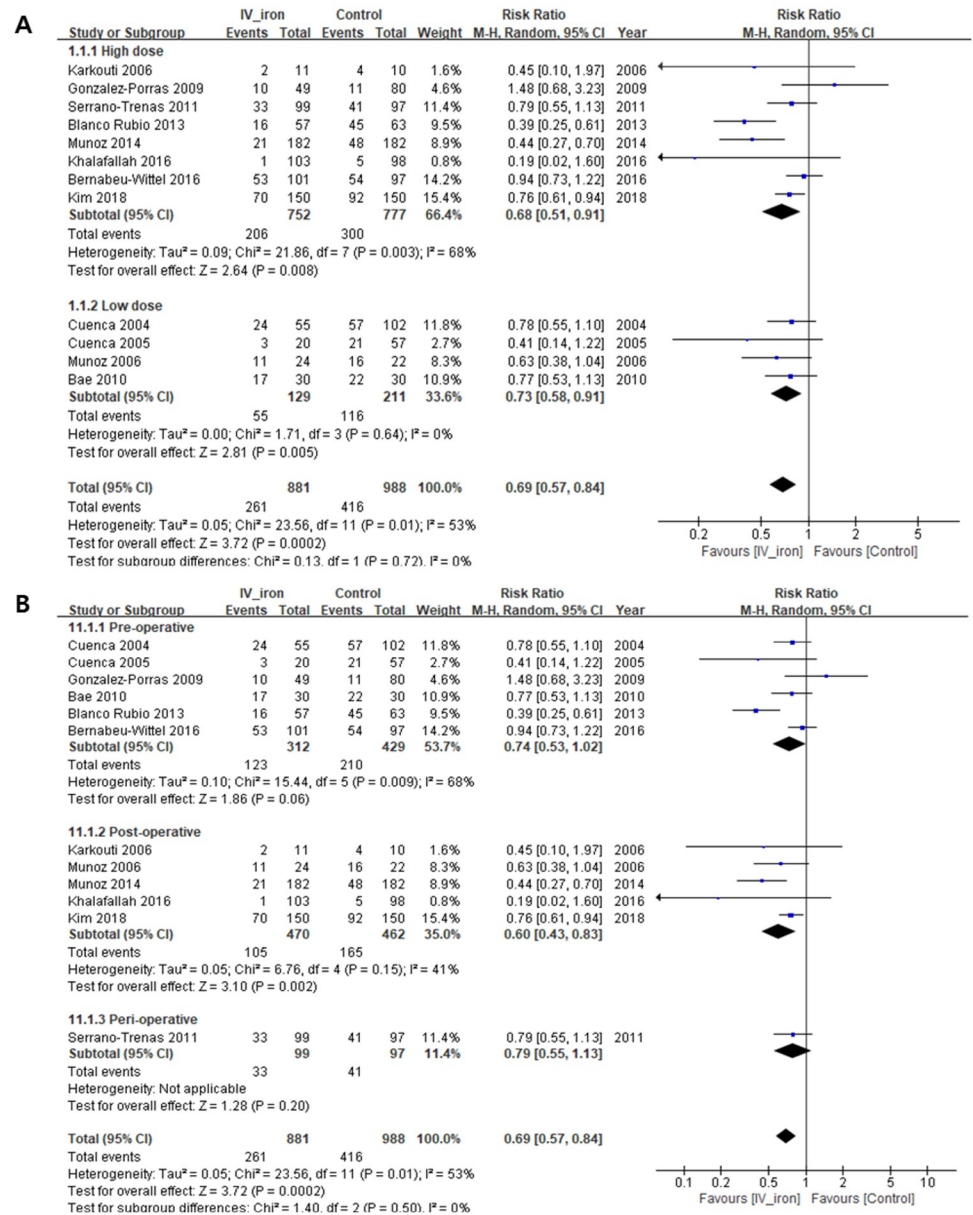 A
IV_iron Control Risk Ratio Risk Ratio
Study or Subgroup Events Total Events Total Weight M-H, Random, 95% CI Year M-H, Random, 95% CI
1.1.1 High dose
Karkouti 2006 2 11 4 10 1.6% 0.45 [0.10, 1.97] 2006
Gonzalez-Porras 2009 10 49 11 80 4.6% 1.48 [0.68, 3.23] 2009
Serrano-Trenas 2011 33 99 41 97 11.4% 0.79 [0.55, 1.13] 2011
Blanco Rubio 2013 16 57 45 63 9.5% 0.39 [0.25, 0.61] 2013
Munoz 2014 21 182 48 182 8.9% 0.44 [0.27, 0.70] 2014
Khalafallah 2016 1 103 5 98 0.8% 0.19 [0.02, 1.60] 2016
Bernabeu-Wittel 2016 53 101 54 97 14.2% 0.94 [0.73, 1.22] 2016
Kim 2018 70 150 92 150 15.4% 0.76 [0.61, 0.94] 2018
Subtotal (95% CI) 752 777 66.4% 0.68 [0.51, 0.91]
Total events 206 300
Heterogeneity: Tau² = 0.09; Chi² = 21.86, df = 7 (P = 0.003); I² = 68%
Test for overall effect: Z = 2.64 (P = 0.008)
1.1.2 Low dose
Cuenca 2004 24 55 57 102 11.8% 0.78 [0.55, 1.10] 2004
Cuenca 2005 3 20 21 57 2.7% 0.41 [0.14, 1.22] 2005
Munoz 2006 11 24 16 22 8.3% 0.63 [0.38, 1.04] 2006
Bae 2010 17 30 22 30 10.9% 0.77 [0.53, 1.13] 2010
Subtotal (95% CI) 129 211 33.6% 0.73 [0.58, 0.91]
Total events 55 116
Heterogeneity: Tau² = 0.00; Chi² = 1.71, df = 3 (P = 0.64); I² = 0%
Test for overall effect: Z = 2.81 (P = 0.005)
Total (95% CI) 881 988 100.0% 0.69 [0.57, 0.84]
Total events 261 416
Heterogeneity: Tau² = 0.05; Chi² = 23.56, df = 11 (P = 0.01); I² = 53%
Test for overall effect: Z = 3.72 (P = 0.0002)
Test for subgroup differences: Chi² = 0.13, df = 1 (P = 0.72), I² = 0%
0.2 0.5 1 2 5
Favours [IV_iron] Favours [Control]
B
IV_iron Control Risk Ratio Risk Ratio
Study or Subgroup Events Total Events Total Weight M-H, Random, 95% CI Year M-H, Random, 95% CI
11.1.1 Pre-operative
Cuenca 2004 24 55 57 102 11.8% 0.78 [0.55, 1.10] 2004
Cuenca 2005 3 20 21 57 2.7% 0.41 [0.14, 1.22] 2005
Gonzalez-Porras 2009 10 49 11 80 4.6% 1.48 [0.68, 3.23] 2009
Bae 2010 17 30 22 30 10.9% 0.77 [0.53, 1.13] 2010
Blanco Rubio 2013 16 57 45 63 9.5% 0.39 [0.25, 0.61] 2013
Bernabeu-Wittel 2016 53 101 54 97 14.2% 0.94 [0.73, 1.22] 2016
Subtotal (95% CI) 312 429 53.7% 0.74 [0.53, 1.02]
Total events 123 210
Heterogeneity: Tau² = 0.10; Chi² = 15.44, df = 5 (P = 0.009); I² = 68%
Test for overall effect: Z = 1.86 (P = 0.06)
11.1.2 Post-operative
Karkouti 2006 2 11 4 10 1.6% 0.45 [0.10, 1.97] 2006
Munoz 2006 11 24 16 22 8.3% 0.63 [0.38, 1.04] 2006
Munoz 2014 21 182 48 182 8.9% 0.44 [0.27, 0.70] 2014
Khalafallah 2016 1 103 5 98 0.8% 0.19 [0.02, 1.60] 2016
Kim 2018 70 150 92 150 15.4% 0.76 [0.61, 0.94] 2018
Subtotal (95% CI) 470 462 35.0% 0.60 [0.43, 0.83]
Total events 105 165
Heterogeneity: Tau² = 0.05; Chi² = 6.76, df = 4 (P = 0.15); I² = 41%
Test for overall effect: Z = 3.10 (P = 0.002)
11.1.3 Peri-operative
Serrano-Trenas 2011 33 99 41 97 11.4% 0.79 [0.55, 1.13] 2011
Subtotal (95% CI) 99 97 11.4% 0.79 [0.55, 1.13]
Total events 33 41
Heterogeneity: Not applicable
Test for overall effect: Z = 1.28 (P = 0.20)
Total (95% CI) 881 988 100.0% 0.69 [0.57, 0.84]
Total events 261 416
Heterogeneity: Tau² = 0.05; Chi² = 23.56, df = 11 (P = 0.01); I² = 53%
Test for overall effect: Z = 3.72 (P = 0.0002)
Test for subgroup differences: Chi² = 1.40, df = 2 (P = 0.50), I² = 0%
0.1 0.2 0.5 1 2 5 10
Favours [IV_iron] Favours [Control]